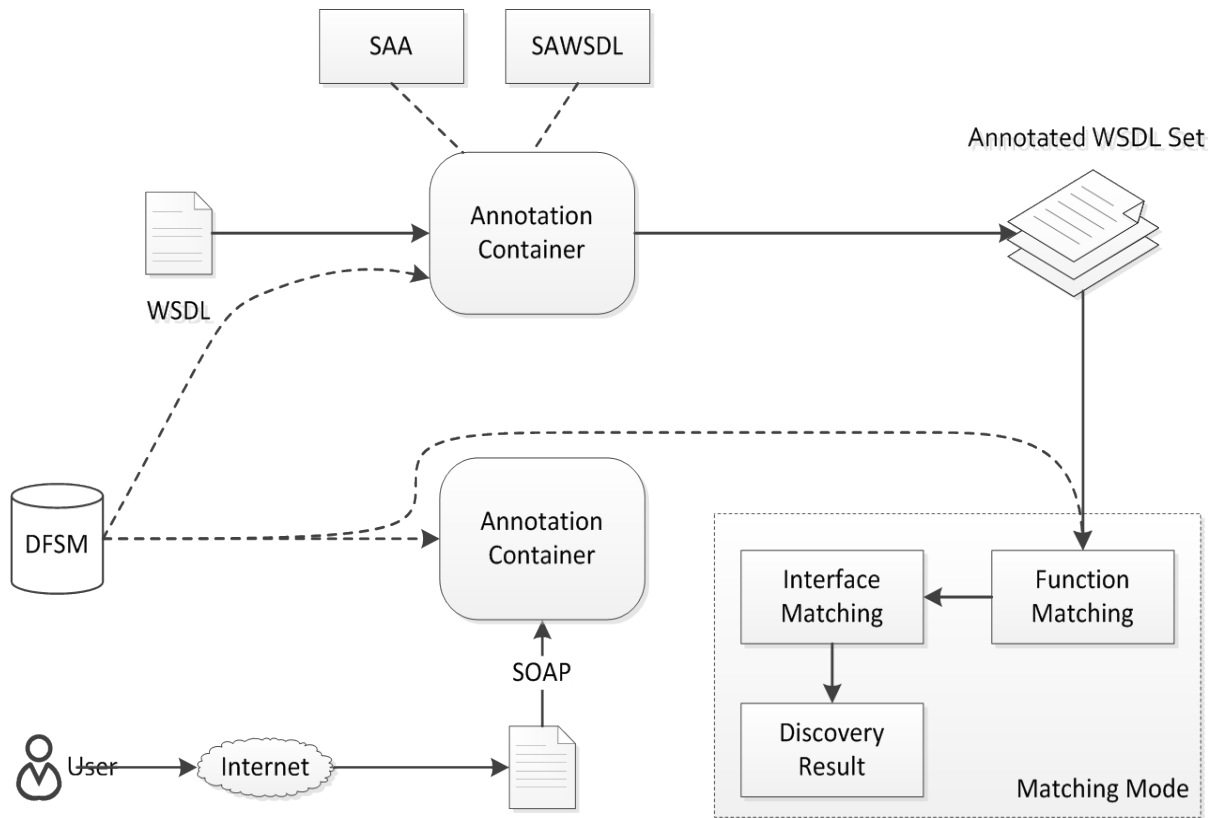 SAA
SAWSDL
Annotated WSDL Set
Annotation
Container
WSDL
DFSM
Annotation
Container
Interface
Matching
Function
Matching
SOAP
Discovery
Result
User
Internet
Matching Mode